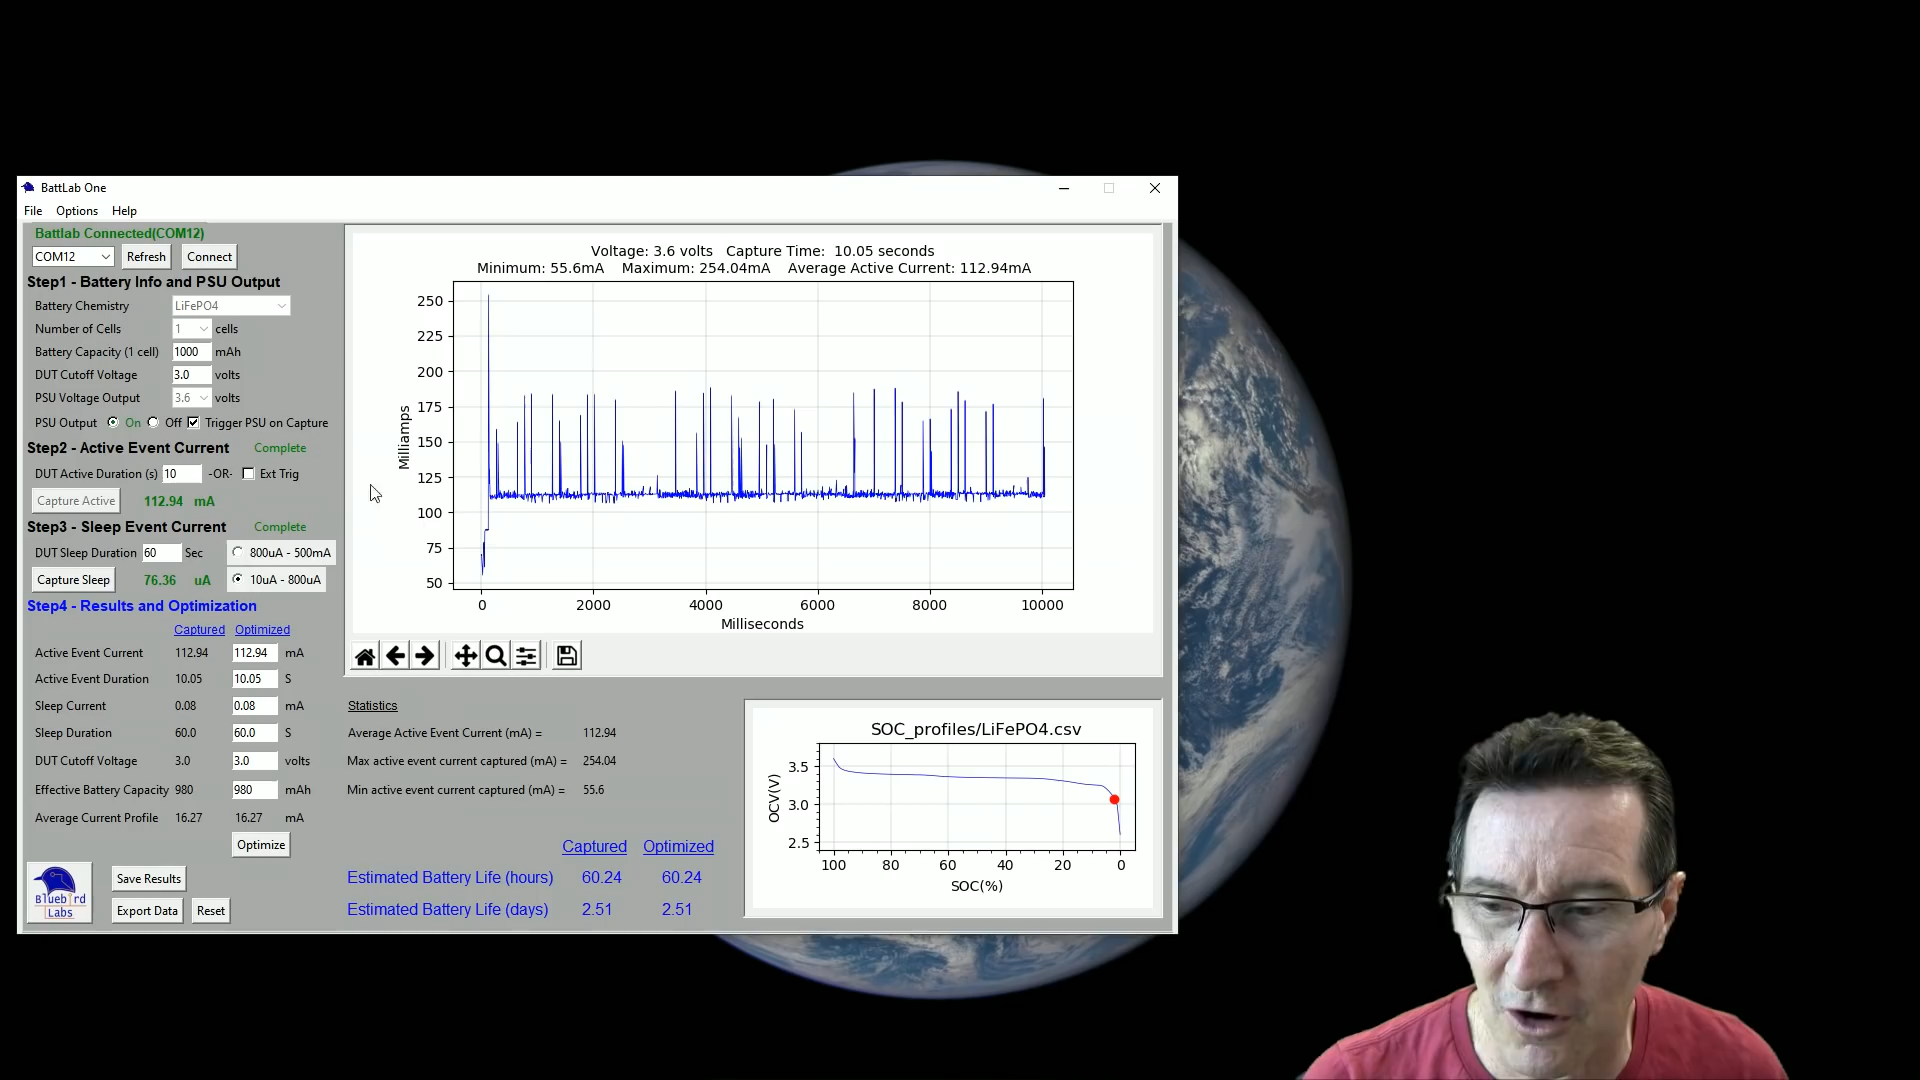 BattLab One
File Options Help
Battlab Connected(COM12)
COM12 Refresh Connect
Step1 - Battery Info and PSU Output
Battery Chemistry LiFePO4
Number of Cells 1 cells
Battery Capacity (1 cell) 1000 mAh
DUT Cutoff Voltage 3.0 volts
PSU Voltage Output 3.6 volts
PSU Output On Off Trigger PSU on Capture
Step2 - Active Event Current Complete
DUT Active Duration (s) 10 -OR- Ext Trig
Capture Active 112.94 mA
Step3 - Sleep Event Current Complete
DUT Sleep Duration 60 Sec 800uA - 500mA
Capture Sleep 76.36 uA 10uA - 800uA
Step4 - Results and Optimization
Captured Optimized
Active Event Current 112.94 112.94 mA
Active Event Duration 10.05 10.05 S
Sleep Current 0.08 0.08 mA
Sleep Duration 60.0 60.0 S
DUT Cutoff Voltage 3.0 3.0 volts
Effective Battery Capacity 980 980 mAh
Average Current Profile 16.27 16.27 mA
Optimize
Bluebird Labs
Save Results
Export Data Reset
Voltage: 3.6 volts Capture Time: 10.05 seconds
Minimum: 55.6mA Maximum: 254.04mA Average Active Current: 112.94mA
Milliamps
250
225
200
175
150
125
100
75
50
0 2000 4000 6000 8000 10000
Milliseconds
Statistics
Average Active Event Current (mA) = 112.94
Max active event current captured (mA) = 254.04
Min active event current captured (mA) = 55.6
Captured Optimized
Estimated Battery Life (hours) 60.24 60.24
Estimated Battery Life (days) 2.51 2.51
SOC_profiles/LiFePO4.csv
OCV(V)
3.5
3.0
2.5
100 80 60 40 20 0
SOC(%)